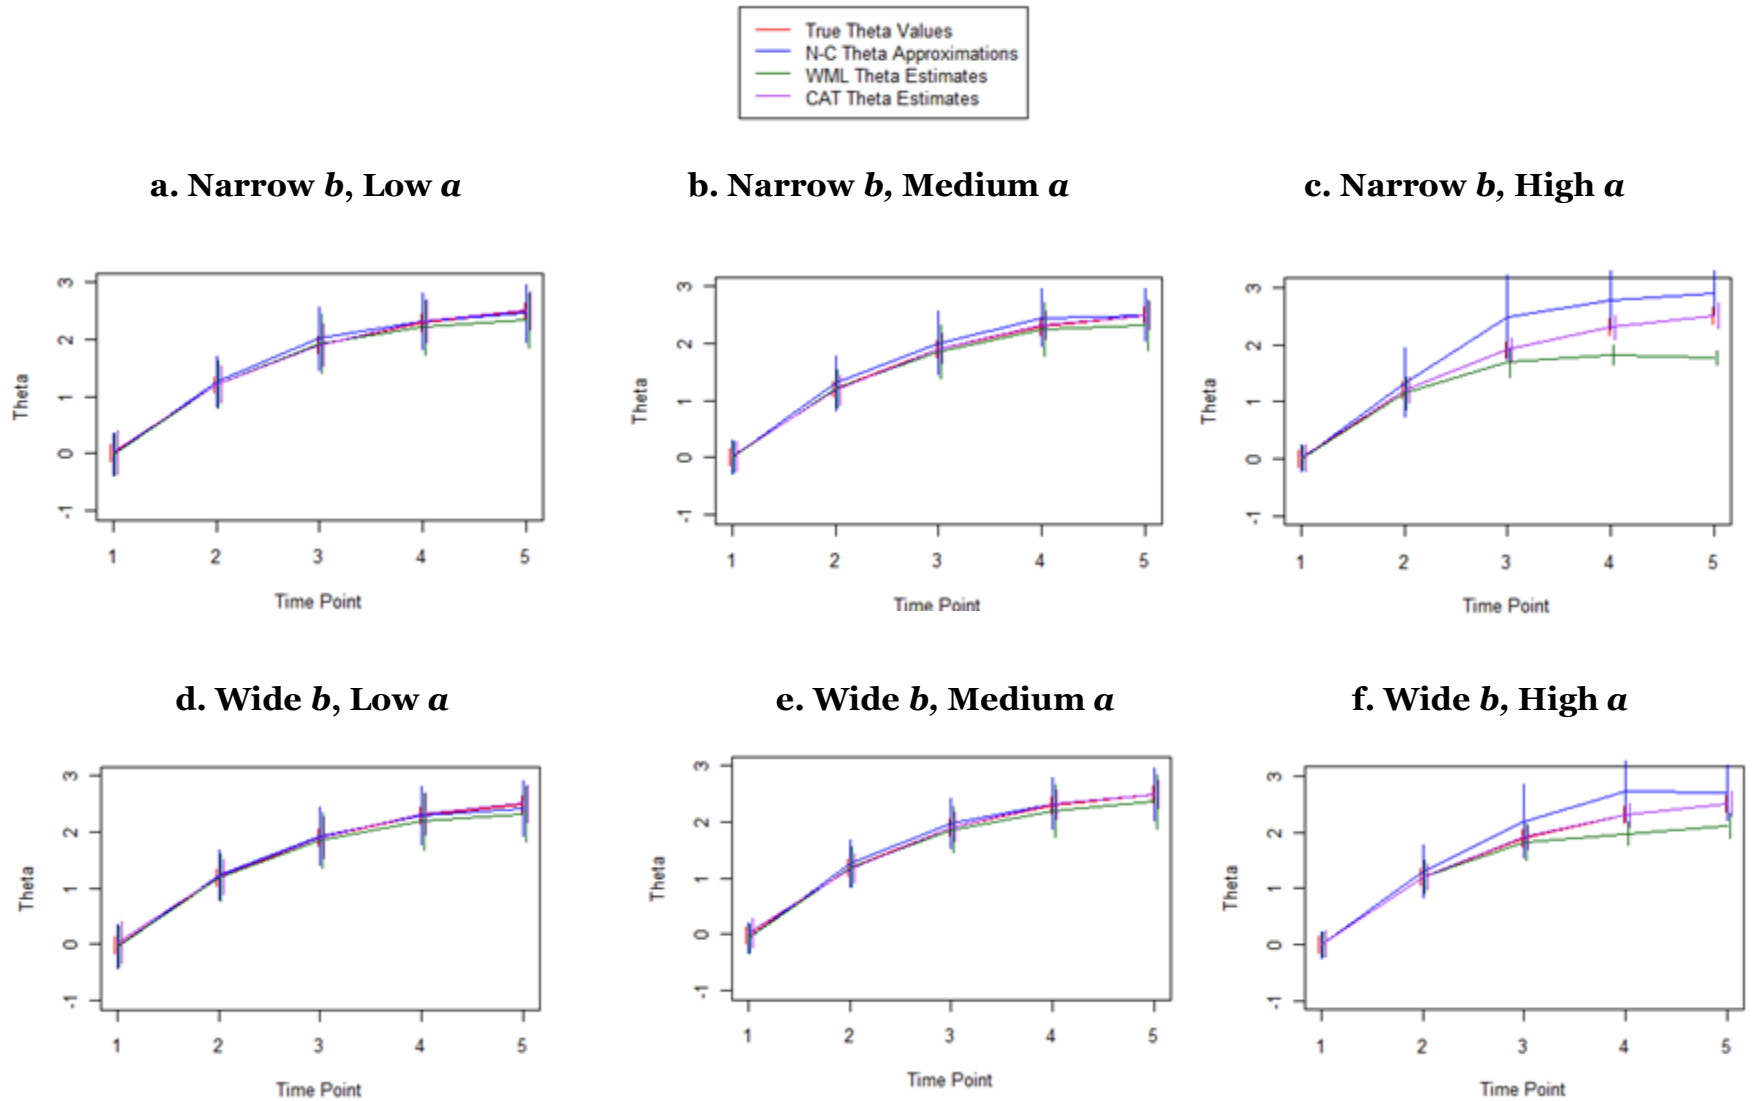 True Theta Values
N-C Theta Approximations
WML Theta Estimates
CAT Theta Estimates
a. Narrow b, Low a
b. Narrow b, Medium a
c. Narrow b, High a
3
2
1
0
-1
Theta
1 2 3 4 5
Time Point
3
2
1
0
-1
Theta
1 2 3 4 5
Time Point
3
2
1
0
-1
Theta
1 2 3 4 5
Time Point
d. Wide b, Low a
e. Wide b, Medium a
f. Wide b, High a
3
2
1
0
-1
Theta
1 2 3 4 5
Time Point
3
2
1
0
-1
Theta
1 2 3 4 5
Time Point
3
2
1
0
-1
Theta
1 2 3 4 5
Time Point